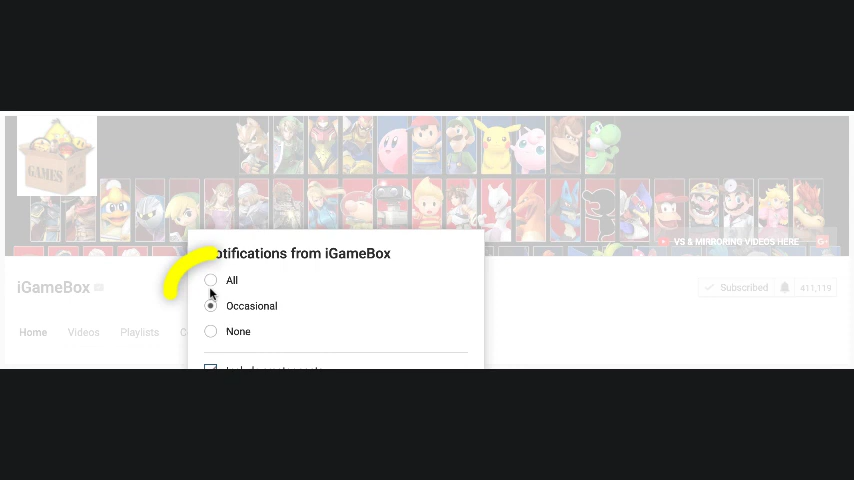 GAMES
VS & MIRRORING VIDEOS HERE
otifications from iGameBox
All
iGameBox
Subscribed
411,119
Occasional
Home
Videos
Playlists
C
None